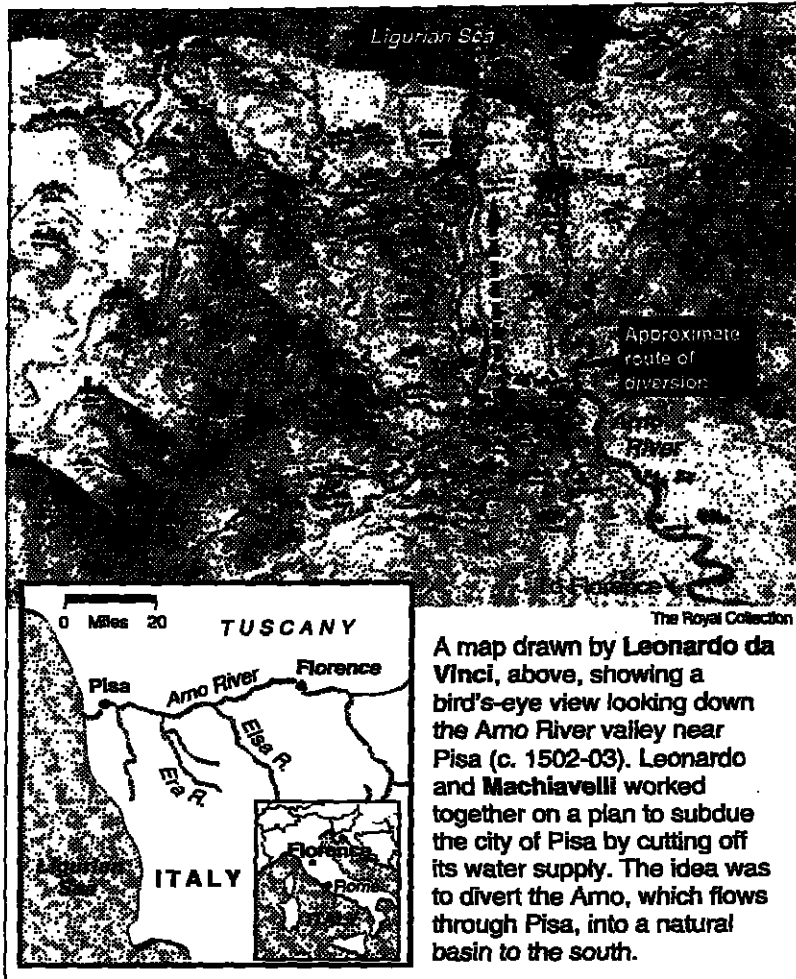 Ligurian Sea
Approximate
route of
diversion
Arno
River
To Florence
The Royal Collection
0 Miles 20
TUSCANY
Pisa
Arno River
Florence
Elsa R.
Era R.
Ligurian
Sea
ITALY
Florence
Rome
A map drawn by Leonardo da
Vinci, above, showing a
bird's-eye view looking down
the Arno River valley near
Pisa (c. 1502-03). Leonardo
and Machiavelli worked
together on a plan to subdue
the city of Pisa by cutting off
its water supply. The idea was
to divert the Arno, which flows
through Pisa, into a natural
basin to the south.